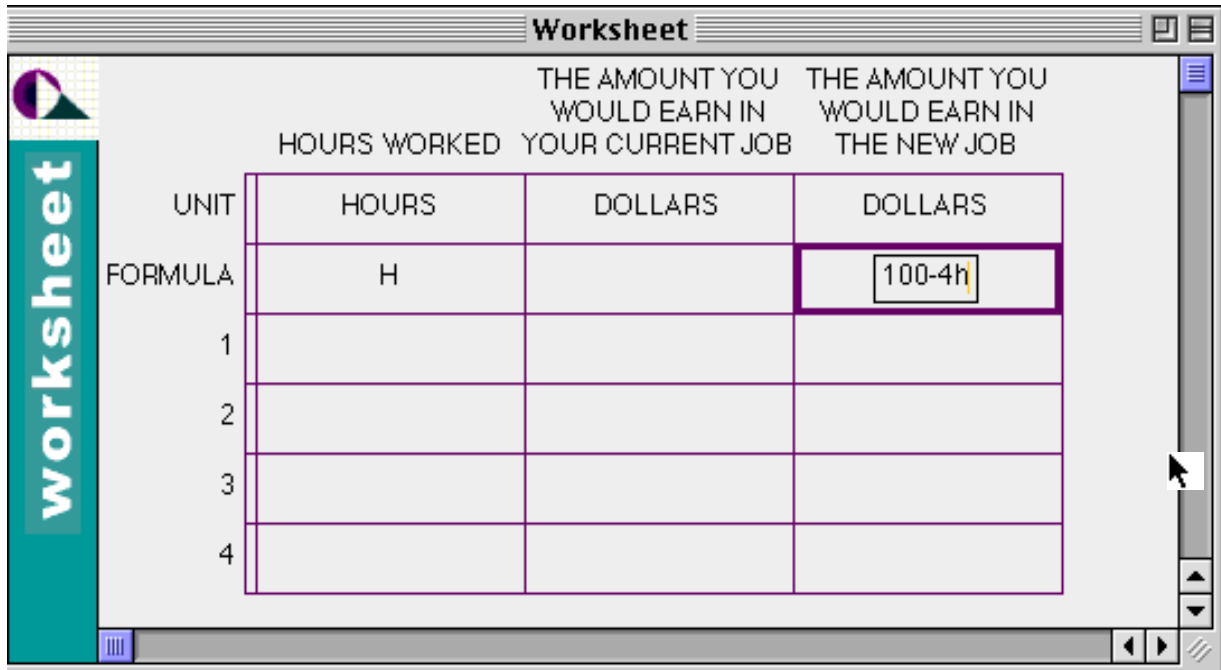 Worksheet
worksheet
THE AMOUNT YOU WOULD EARN IN YOUR CURRENT JOB
THE AMOUNT YOU WOULD EARN IN THE NEW JOB
HOURS WORKED
UNIT HOURS DOLLARS DOLLARS
FORMULA H 100-4h
1
2
3
4